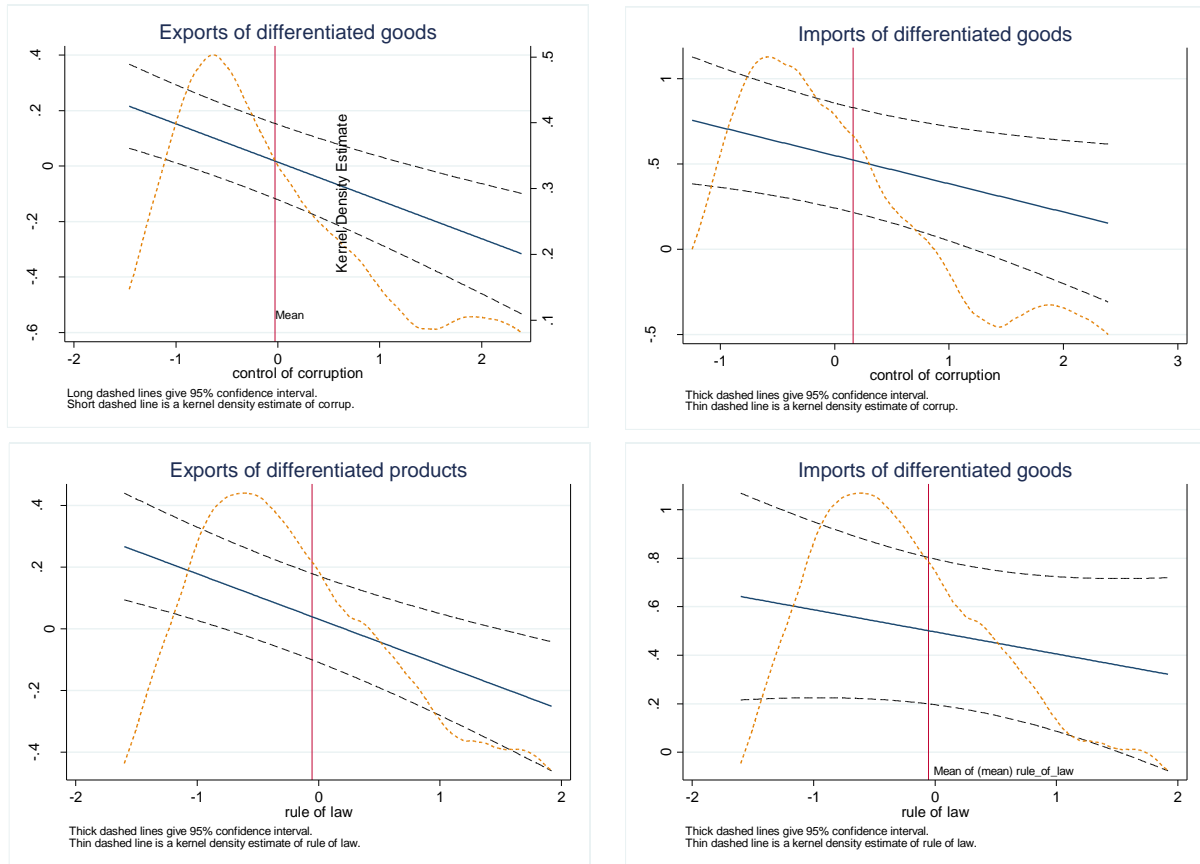 Exports of differentiated goods
.4
.2
0
-.2
-.4
-.6
.5
.4
.3
.2
.1
Kernel Density Estimate
Mean
-2
-1
0
1
2
control of corruption
Long dashed lines give 95% confidence interval.
Short dashed line is a kernel density estimate of corrup.
Imports of differentiated goods
1
.5
0
-.5
-1
0
1
2
3
control of corruption
Thick dashed lines give 95% confidence interval.
Thin dashed line is a kernel density estimate of corrup.
Exports of differentiated products
.4
.2
0
-.2
-.4
-2
-1
0
1
2
rule of law
Thick dashed lines give 95% confidence interval.
Thin dashed line is a kernel density estimate of rule of law.
Imports of differentiated goods
1
.8
.6
.4
.2
0
Mean of (mean) rule_of_law
-2
-1
0
1
2
rule of law
Thick dashed lines give 95% confidence interval.
Thin dashed line is a kernel density estimate of rule of law.